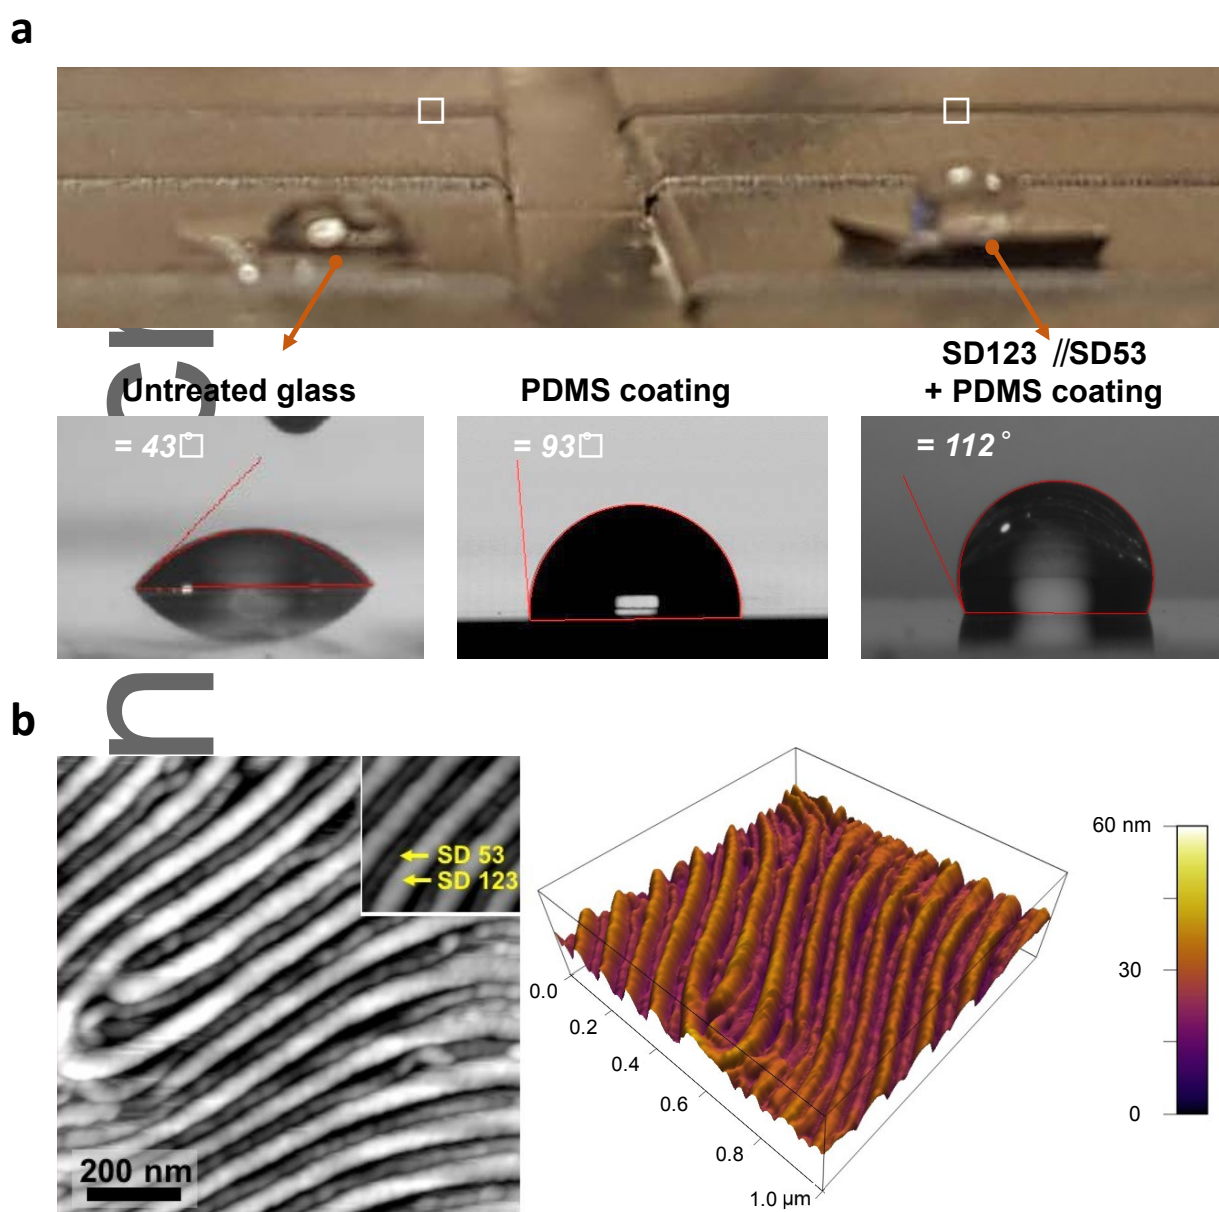 a
SD123 //SD53
Untreated glass
PDMS coating
+ PDMS coating
= 43□°
= 93□°
= 112°
b
SD 53
SD 123
200 nm
60 nm
30
0
0.0
0.2
0.4
0.6
0.8
1.0 µm